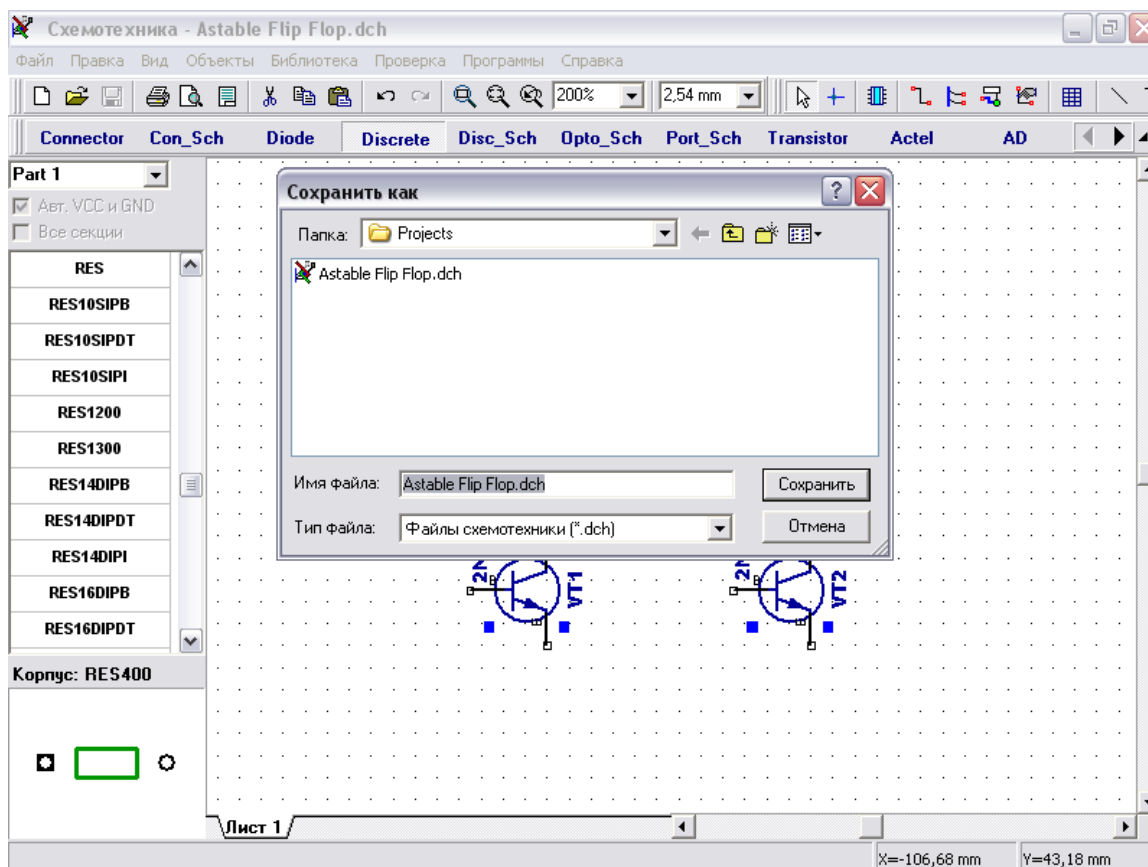 Схемотехника - Astable Flip Flop.dch
Файл Правка Вид Объекты Библиотека Проверка Программы Справка
200% 2,54 mm
Connector Con_Sch Diode Discrete Disc_Sch Opto_Sch Port_Sch Transistor Actel AD
Part 1
Авт. VCC и GND
Все секции
RES
RES10SIPB
RES10SIPDT
RES10SIPI
RES1200
RES1300
RES14DIPB
RES14DIPDT
RES14DIPI
RES16DIPB
RES16DIPDT
Корпус: RES400
Сохранить как
Папка: Projects
Astable Flip Flop.dch
Имя файла: Astable Flip Flop.dch Сохранить
Тип файла: Файлы схемотехники (*.dch) Отмена
VT1 VT2
Лист 1
X=-106,68 mm Y=43,18 mm